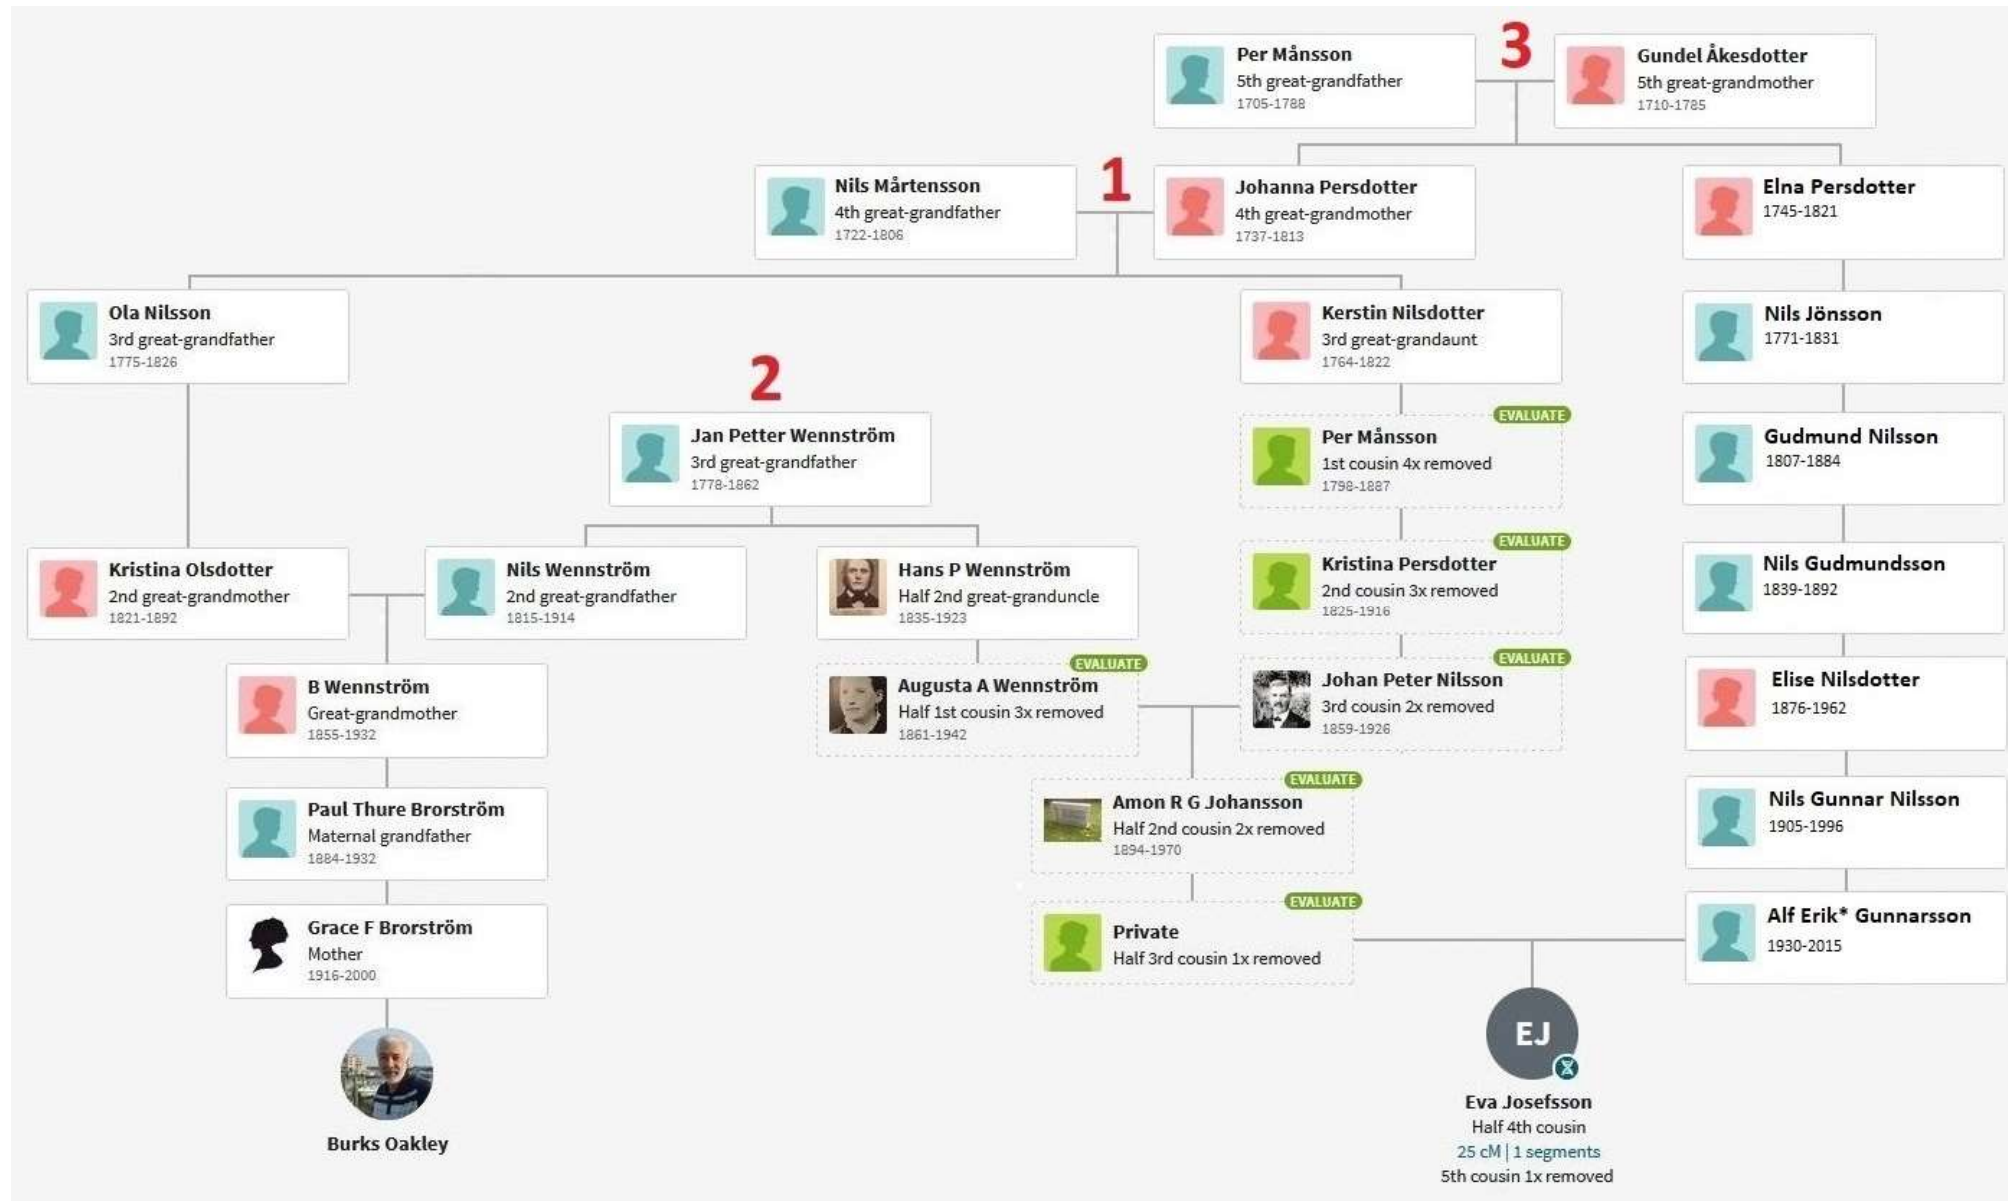 3
Per Månsson
5th great-grandfather
1705-1788
Gundel Åkesdotter
5th great-grandmother
1710-1785
1
Nils Mårtensson
4th great-grandfather
1722-1806
Johanna Persdotter
4th great-grandmother
1737-1813
Elna Persdotter
1745-1821
Ola Nilsson
3rd great-grandfather
1775-1826
Kerstin Nilsdotter
3rd great-grandaunt
1764-1822
Nils Jönsson
1771-1831
2
Jan Petter Wennström
3rd great-grandfather
1778-1862
EVALUATE
Per Månsson
1st cousin 4x removed
1798-1887
Gudmund Nilsson
1807-1884
Kristina Olsdotter
2nd great-grandmother
1821-1892
Nils Wennström
2nd great-grandfather
1815-1914
Hans P Wennström
Half 2nd great-granduncle
1835-1923
EVALUATE
Kristina Persdotter
2nd cousin 3x removed
1825-1916
Nils Gudmundsson
1839-1892
B Wennström
Great-grandmother
1855-1932
EVALUATE
Augusta A Wennström
Half 1st cousin 3x removed
1861-1942
EVALUATE
Johan Peter Nilsson
3rd cousin 2x removed
1859-1926
Elise Nilsdotter
1876-1962
Paul Thure Brorström
Maternal grandfather
1884-1932
EVALUATE
Amon R G Johansson
Half 2nd cousin 2x removed
1894-1970
Nils Gunnar Nilsson
1905-1996
Grace F Brorström
Mother
1916-2000
EVALUATE
Private
Half 3rd cousin 1x removed
Alf Erik* Gunnarsson
1930-2015
Burks Oakley
EJ
Eva Josefsson
Half 4th cousin
25 cM | 1 segments
5th cousin 1x removed